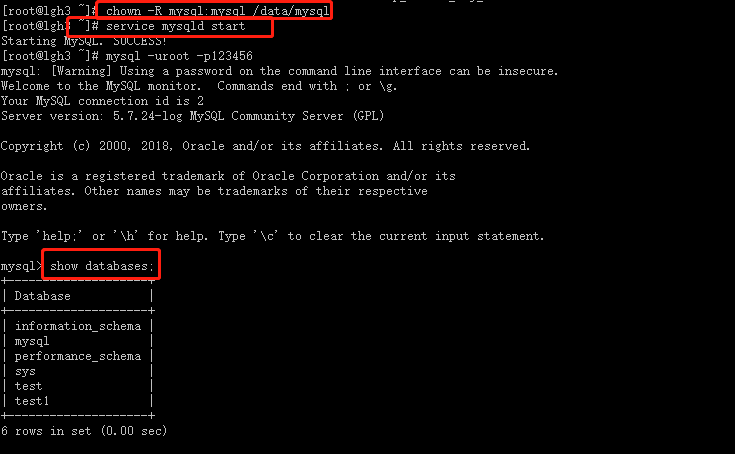 [root@lgh3 ~]# chown -R mysql:mysql /data/mysql
[root@lgh3 ~]# service mysqld start
Starting MySQL. SUCCESS!
[root@lgh3 ~]# mysql -uroot -p123456
mysql: [Warning] Using a password on the command line interface can be insecure.
Welcome to the MySQL monitor.  Commands end with ; or \g.
Your MySQL connection id is 2
Server version: 5.7.24-log MySQL Community Server (GPL)
Copyright (c) 2000, 2018, Oracle and/or its affiliates. All rights reserved.
Oracle is a registered trademark of Oracle Corporation and/or its
affiliates. Other names may be trademarks of their respective
owners.
Type 'help;' or '\h' for help. Type '\c' to clear the current input statement.
mysql> show databases;
+--------------------+
| Database           |
+--------------------+
| information_schema |
| mysql              |
| performance_schema |
| sys                |
| test               |
| test1              |
+--------------------+
6 rows in set (0.00 sec)